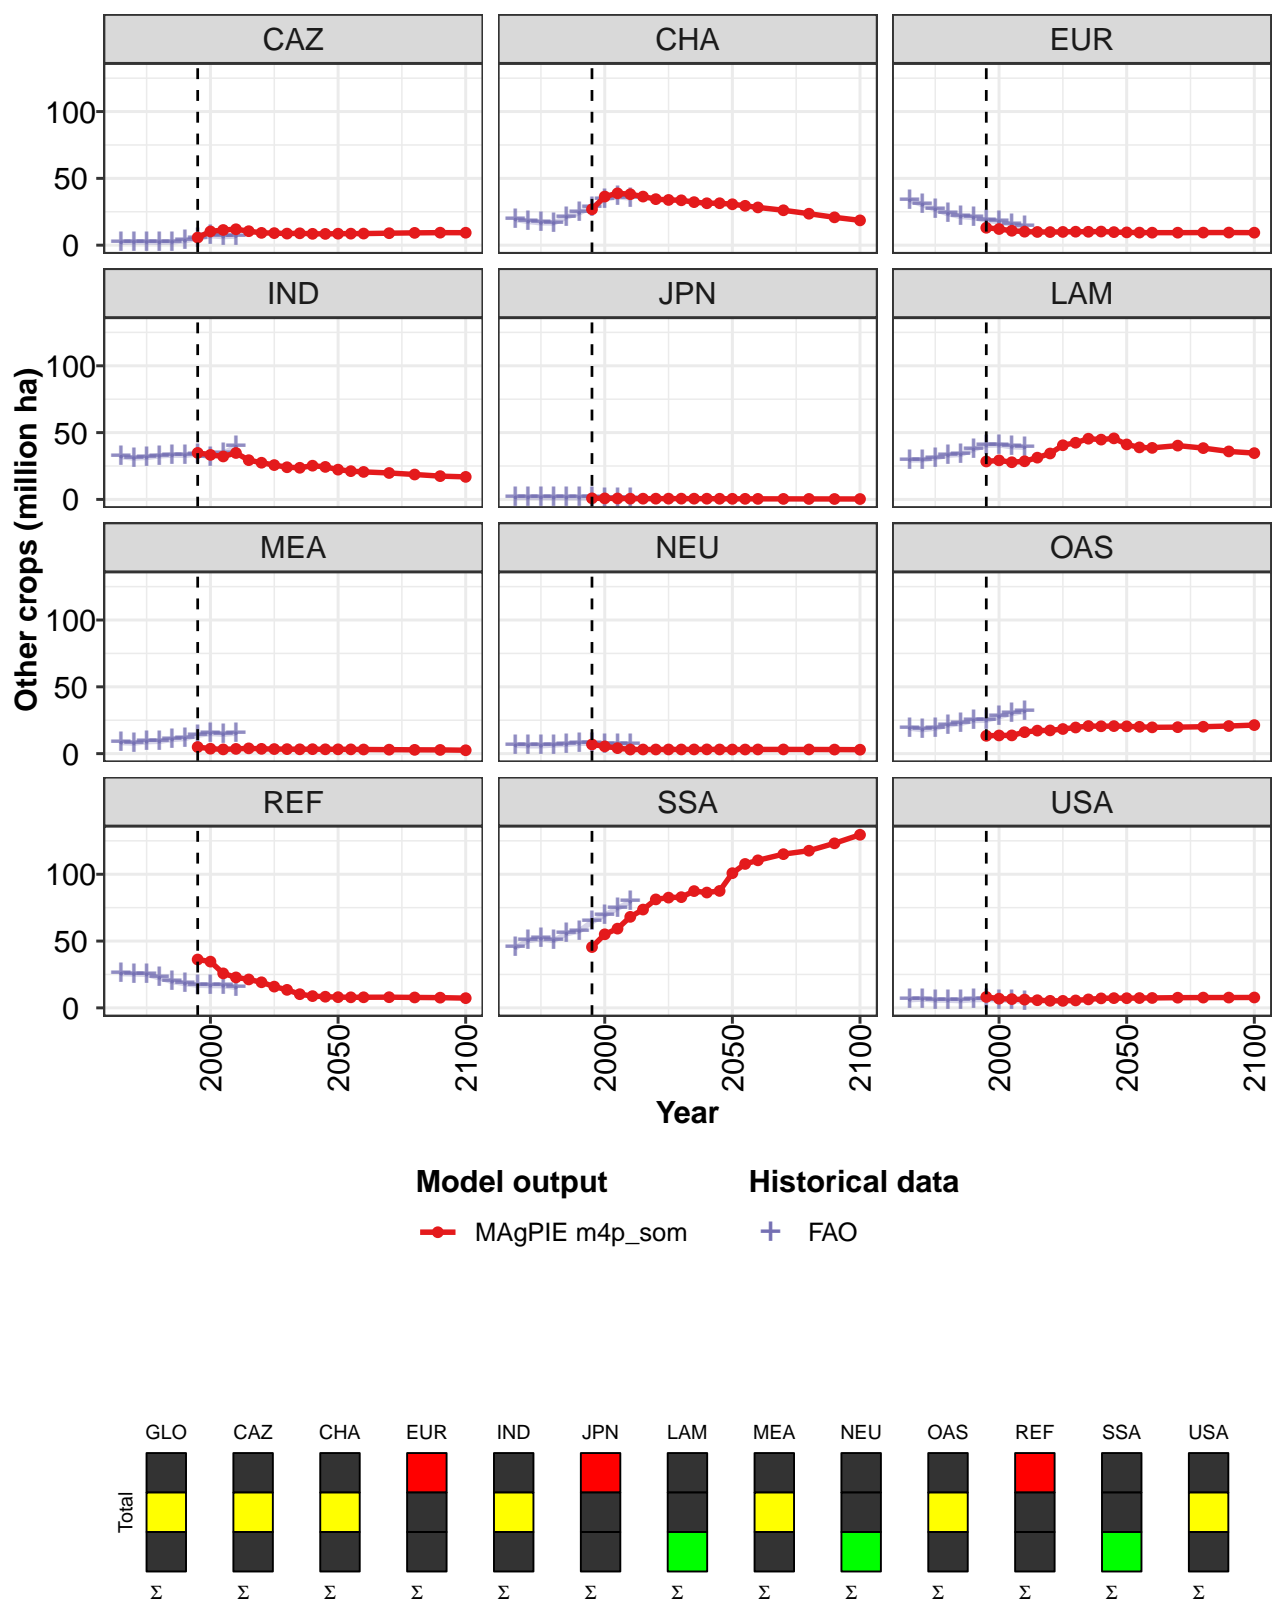 CAZ CHA EUR
100
50
0
IND JPN LAM
100
50
0
MEA NEU OAS
100
50
0
REF SSA USA
100
50
0
Other crops (million ha)
2000 2050 2100 2000 2050 2100 2000 2050 2100
Year
Model output Historical data
MAgPIE m4p_som FAO
GLO CAZ CHA EUR IND JPN LAM MEA NEU OAS REF SSA USA
Total
Σ Σ Σ Σ Σ Σ Σ Σ Σ Σ Σ Σ Σ